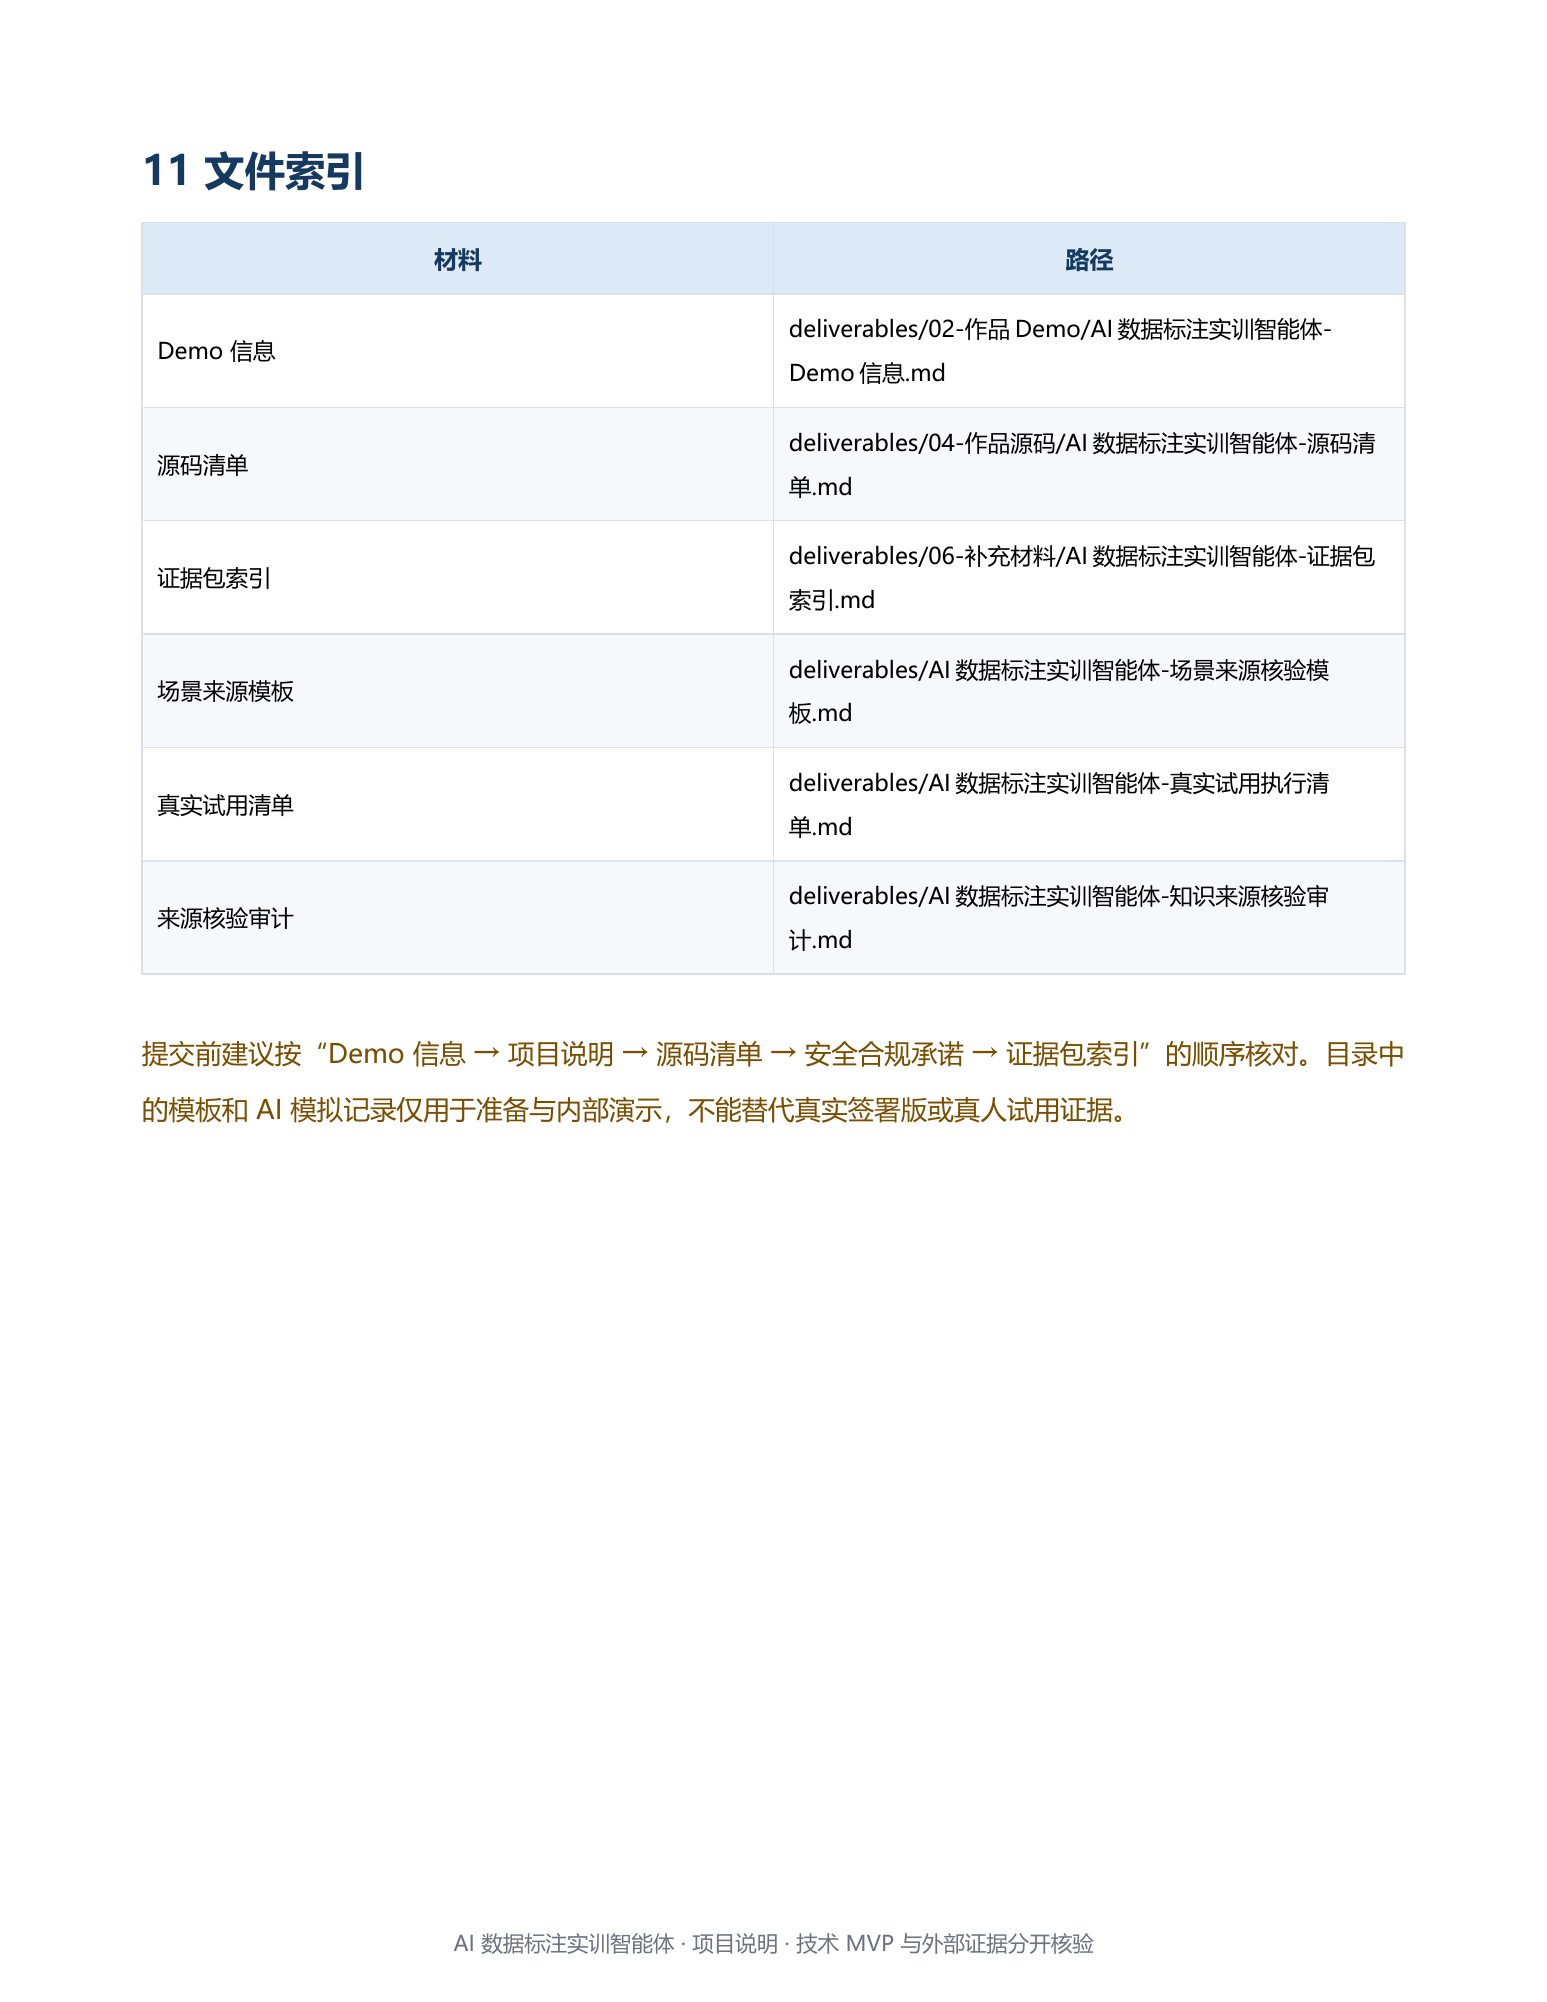 11 文件索引
材料
路径
Demo 信息
deliverables/02-作品 Demo/AI 数据标注实训智能体-
Demo 信息.md
源码清单
deliverables/04-作品源码/AI 数据标注实训智能体-源码清
单.md
证据包索引
deliverables/06-补充材料/AI 数据标注实训智能体-证据包
索引.md
场景来源模板
deliverables/AI 数据标注实训智能体-场景来源核验模
板.md
真实试用清单
deliverables/AI 数据标注实训智能体-真实试用执行清
单.md
来源核验审计
deliverables/AI 数据标注实训智能体-知识来源核验审
计.md
提交前建议按“Demo 信息 → 项目说明 → 源码清单 → 安全合规承诺 → 证据包索引”的顺序核对。目录中
的模板和 AI 模拟记录仅用于准备与内部演示，不能替代真实签署版或真人试用证据。
AI 数据标注实训智能体 · 项目说明 · 技术 MVP 与外部证据分开核验